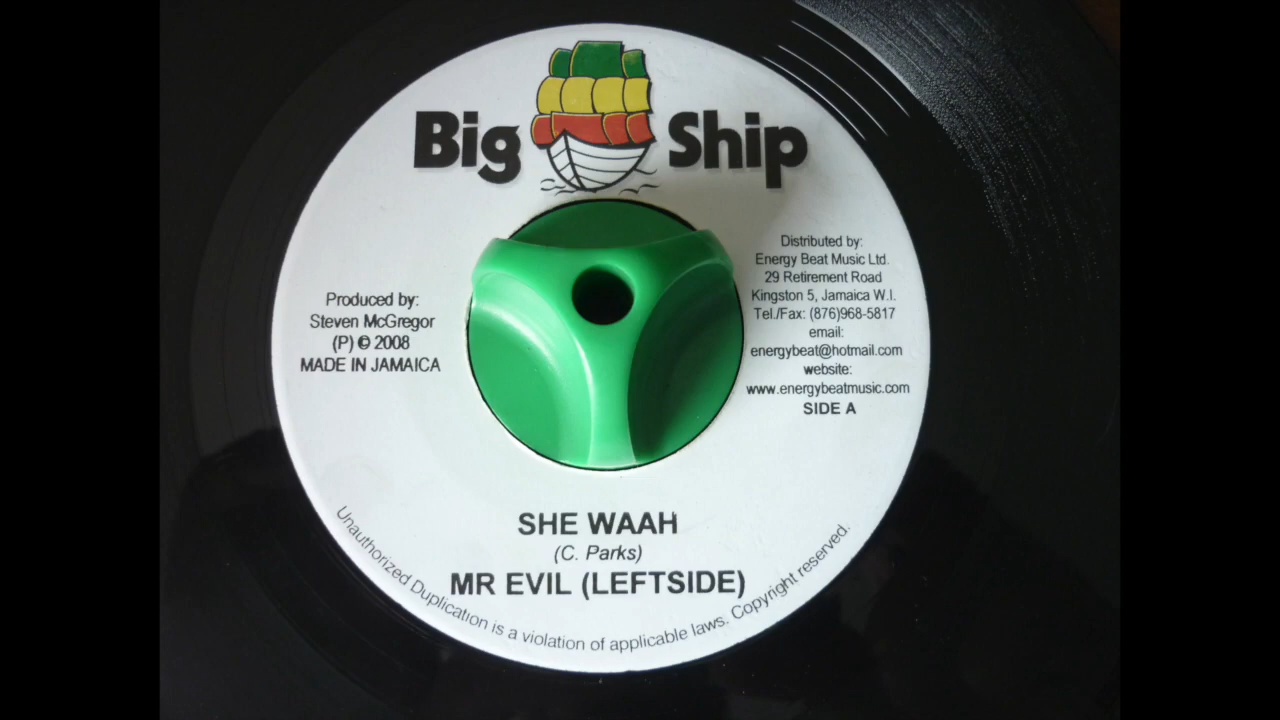 Big Ship
Produced by:
Steven McGregor
(P) © 2008
MADE IN JAMAICA
Distributed by:
Energy Beat Music Ltd.
29 Retirement Road
Kingston 5, Jamaica W.I.
Tel./Fax: (876)968-5817
email:
energybeat@hotmail.com
website:
www.energybeatmusic.com
SIDE A
SHE WAAH
(C. Parks)
MR EVIL (LEFTSIDE)
Unauthorized Duplication is a violation of applicable laws. Copyright reserved.